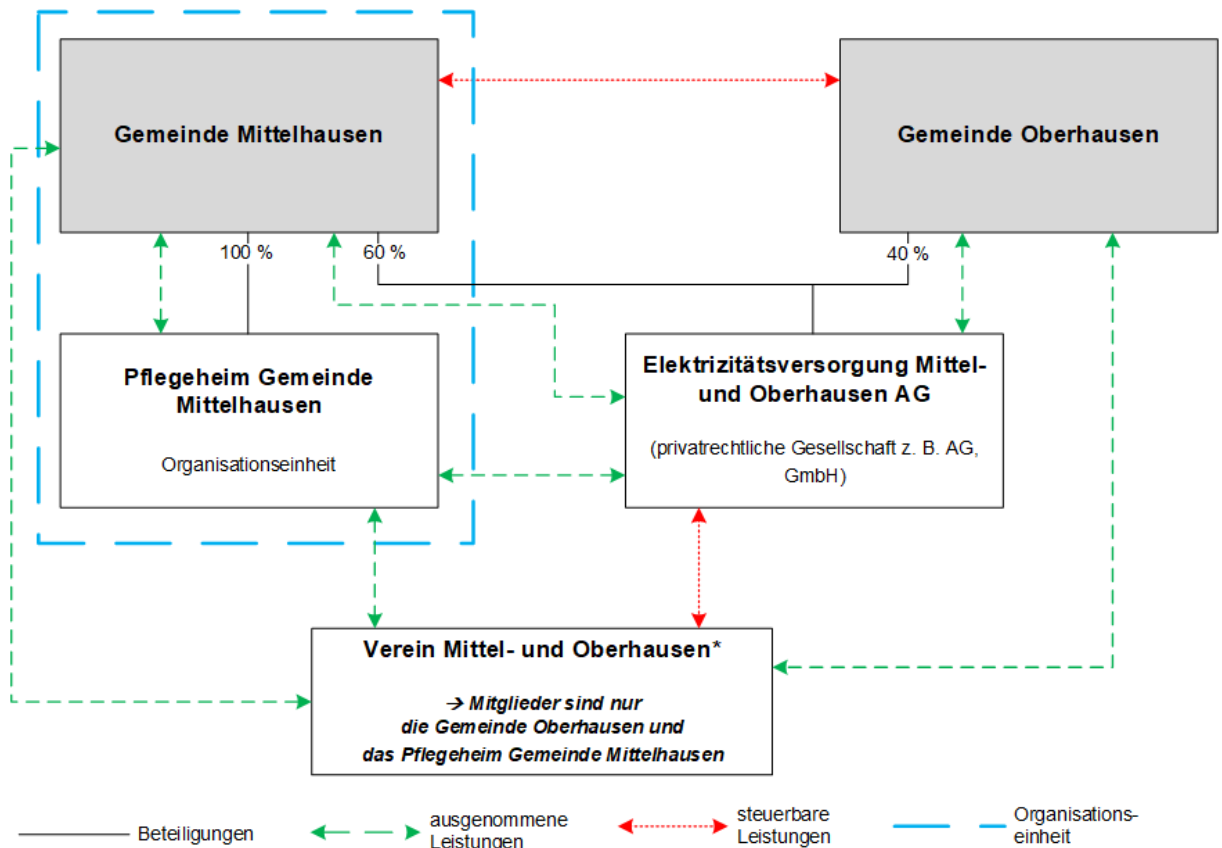 Gemeinde Mittelhausen
Gemeinde Oberhausen
100 %
60 %
40 %
Pflegeheim Gemeinde
Mittelhausen
Organisationseinheit
Elektrizitätsversorgung Mittel-
und Oberhausen AG
(privatrechtliche Gesellschaft z. B. AG,
GmbH)
Verein Mittel- und Oberhausen*
→ Mitglieder sind nur
die Gemeinde Oberhausen und
das Pflegeheim Gemeinde Mittelhausen
Beteiligungen
ausgenommene
Leistungen
steuerbare
Leistungen
Organisations-
einheit